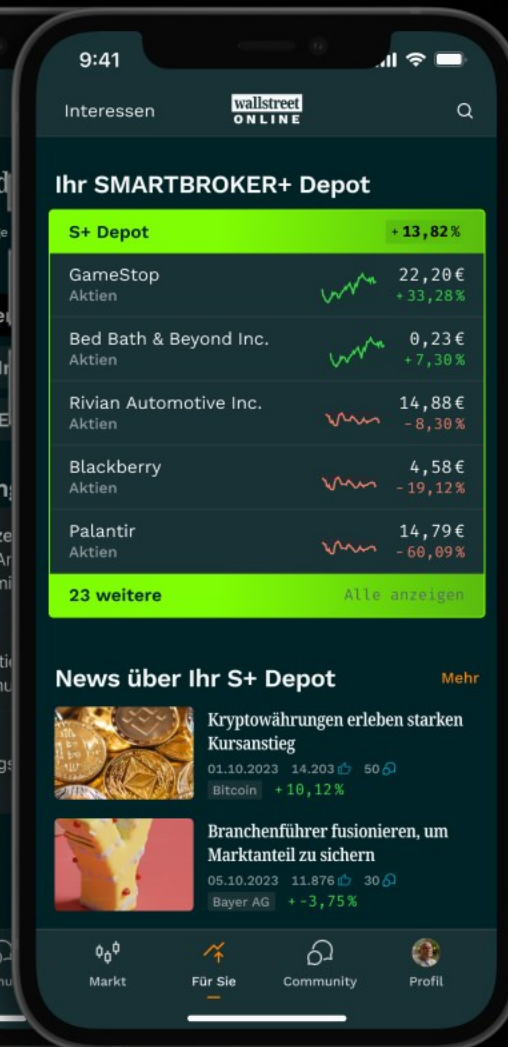 9:41
Interessen
wallstreet
ONLINE
Ihr SMARTBROKER+ Depot
S+ Depot +13,82%
GameStop 22,20€
Aktien +33,28%
Bed Bath & Beyond Inc. 0,23€
Aktien +7,30%
Rivian Automotive Inc. 14,88€
Aktien -8,30%
Blackberry 4,58€
Aktien -19,12%
Palantir 14,79€
Aktien -60,09%
23 weitere Alle anzeigen
News über Ihr S+ Depot Mehr
Kryptowährungen erleben starken
Kursanstieg
01.10.2023 14.203 50
Bitcoin +10,12%
Branchenführer fusionieren, um
Marktanteil zu sichern
05.10.2023 11.876 30
Bayer AG +-3,75%
Markt Für Sie Community Profil